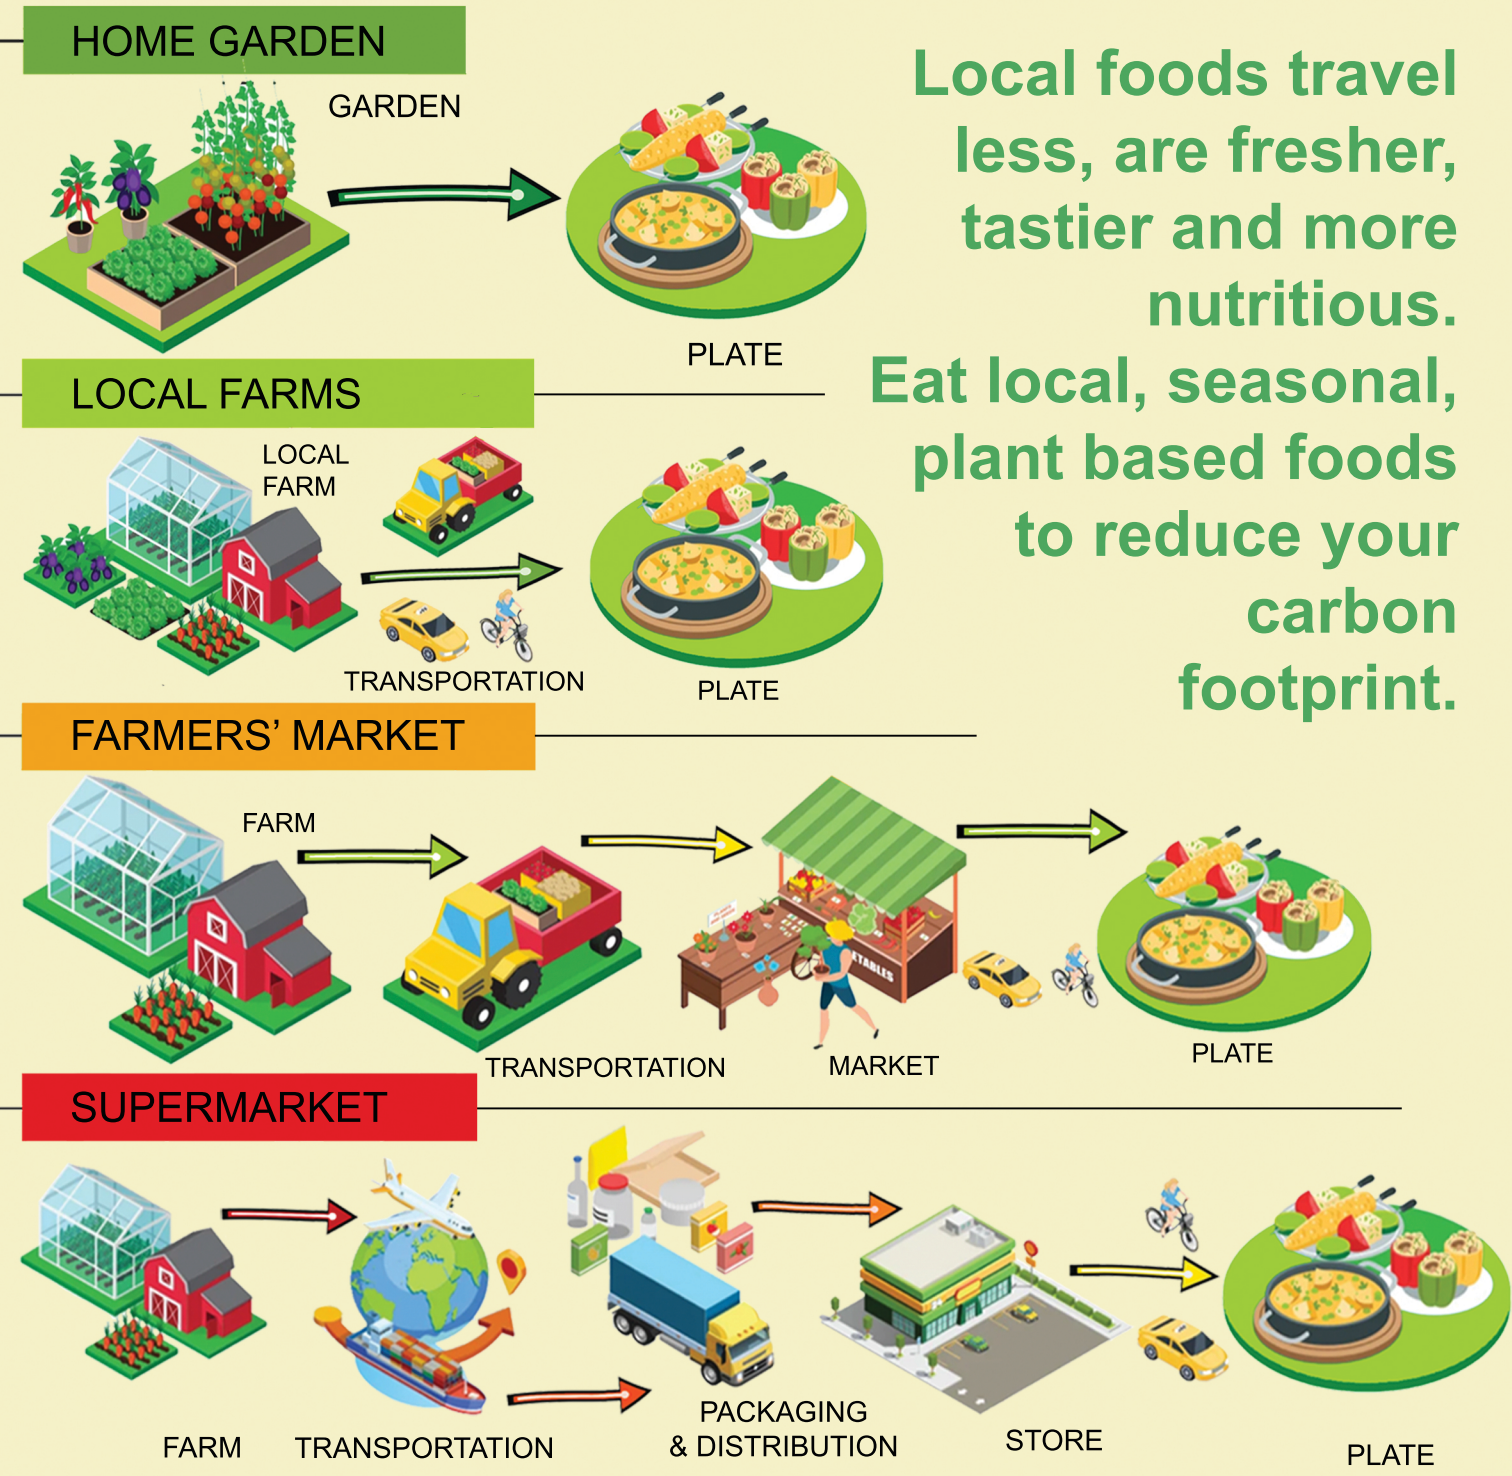 HOME GARDEN
GARDEN
PLATE
Local foods travel
less, are fresher,
tastier and more
nutritious.
Eat local, seasonal,
plant based foods
to reduce your
carbon
footprint.
LOCAL FARMS
LOCAL
FARM
TRANSPORTATION
PLATE
FARMERS’ MARKET
FARM
TRANSPORTATION
ETABLES
MARKET
PLATE
SUPERMARKET
FARM
TRANSPORTATION
PACKAGING
& DISTRIBUTION
STORE
PLATE